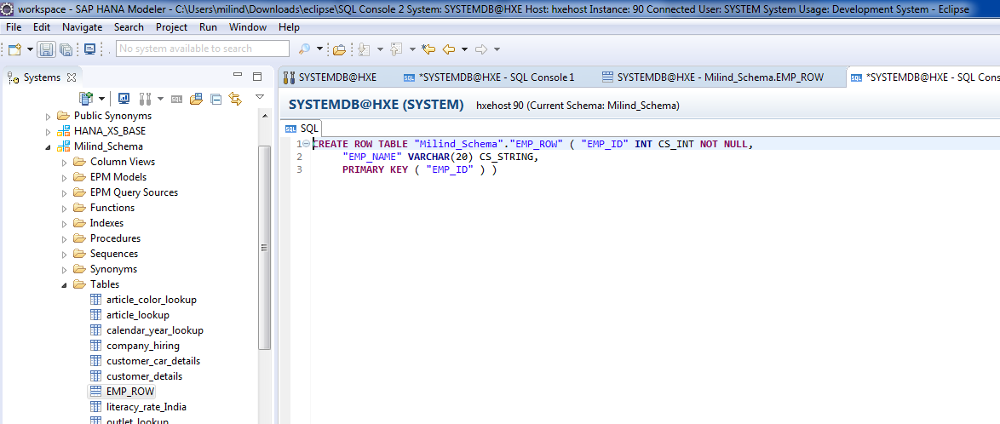 workspace - SAP HANA Modeler - C:\Users\milind\Downloads\eclipse\SQL Console 2 System: SYSTEMDB@HXE Host: hxehost Instance: 90 Connected User: SYSTEM System Usage: Development System - Eclipse
File Edit Navigate Search Project Run Window Help
No system available to search
Systems
SYSTEMDB@HXE
*SYSTEMDB@HXE - SQL Console 1
SYSTEMDB@HXE - Milind_Schema.EMP_ROW
*SYSTEMDB@HXE - SQL Cons
SQL
Public Synonyms
HANA_XS_BASE
Milind_Schema
Column Views
EPM Models
EPM Query Sources
Functions
Indexes
Procedures
Sequences
Synonyms
Tables
article_color_lookup
article_lookup
calendar_year_lookup
company_hiring
customer_car_details
customer_details
EMP_ROW
literacy_rate_India
outlet_lookup
SYSTEMDB@HXE (SYSTEM) hxehost 90 (Current Schema: Milind_Schema)
SQL SQL
1 CREATE ROW TABLE "Milind_Schema"."EMP_ROW" ( "EMP_ID" INT CS_INT NOT NULL,
2 "EMP_NAME" VARCHAR(20) CS_STRING,
3 PRIMARY KEY ( "EMP_ID" ) )